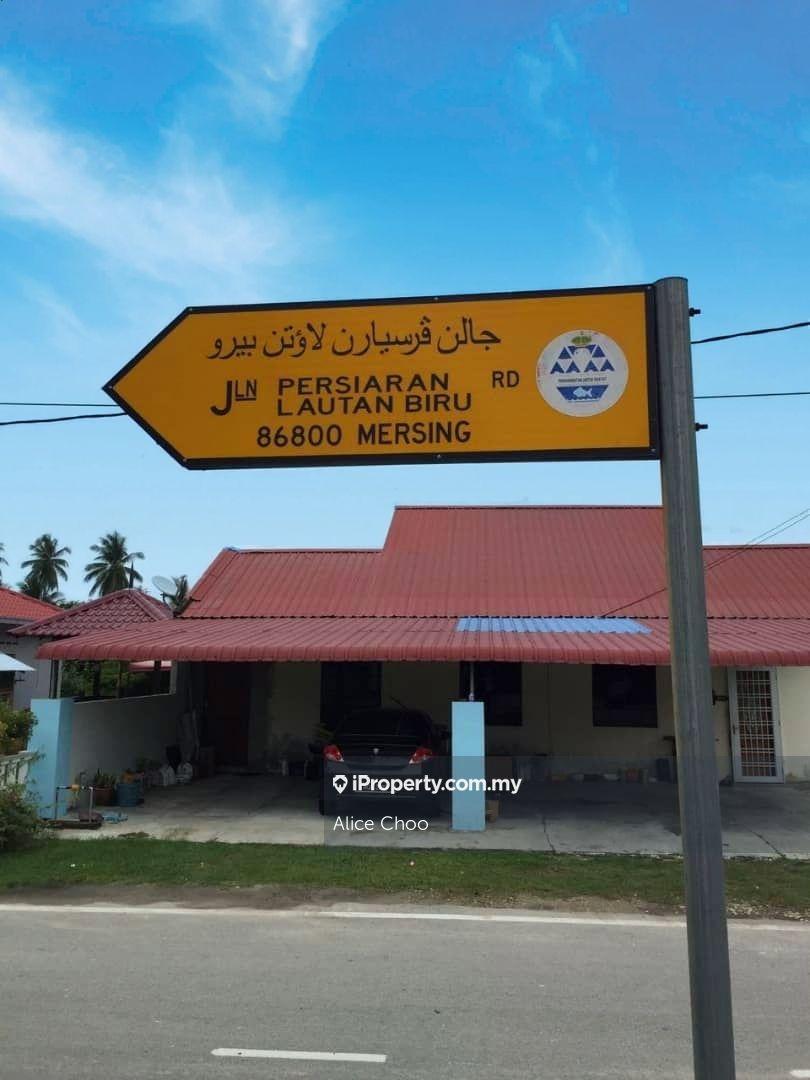 جالن ڤرسيارن لاؤتن بيرو
JLN PERSIARAN RD
LAUTAN BIRU
86800 MERSING
iProperty.com.my
Alice Choo